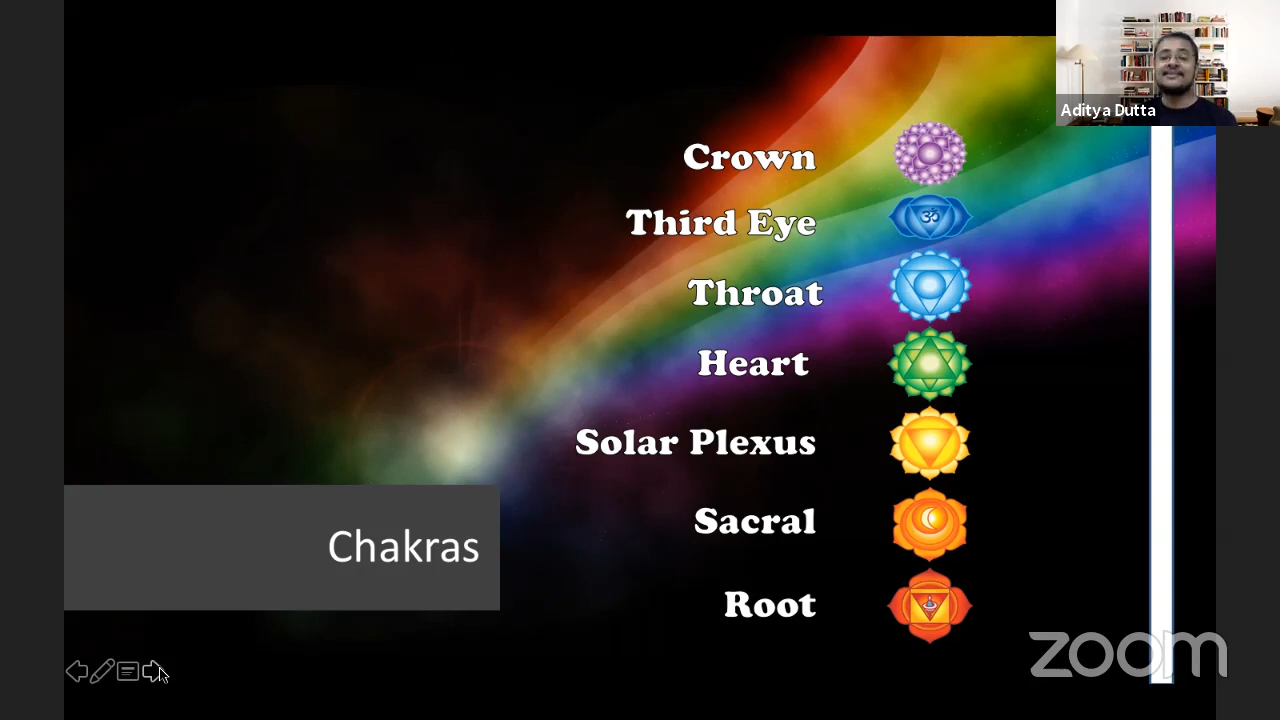 Aditya Dutta
Crown
Third Eye
ॐ
Throat
Heart
Solar Plexus
Sacral
Chakras
Root
zoom